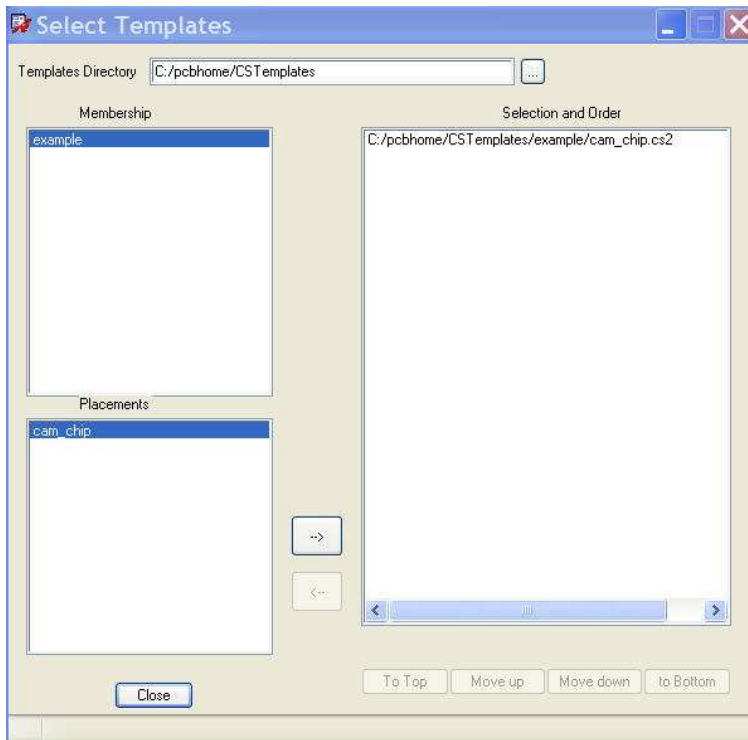 Select Templates
Templates Directory C:/pcbhome/CSTemplates ...
Membership
example
Placements
cam_chip
-->
<--
Selection and Order
C:/pcbhome/CSTemplates/example/cam_chip.cs2
To Top Move up Move down to Bottom
Close